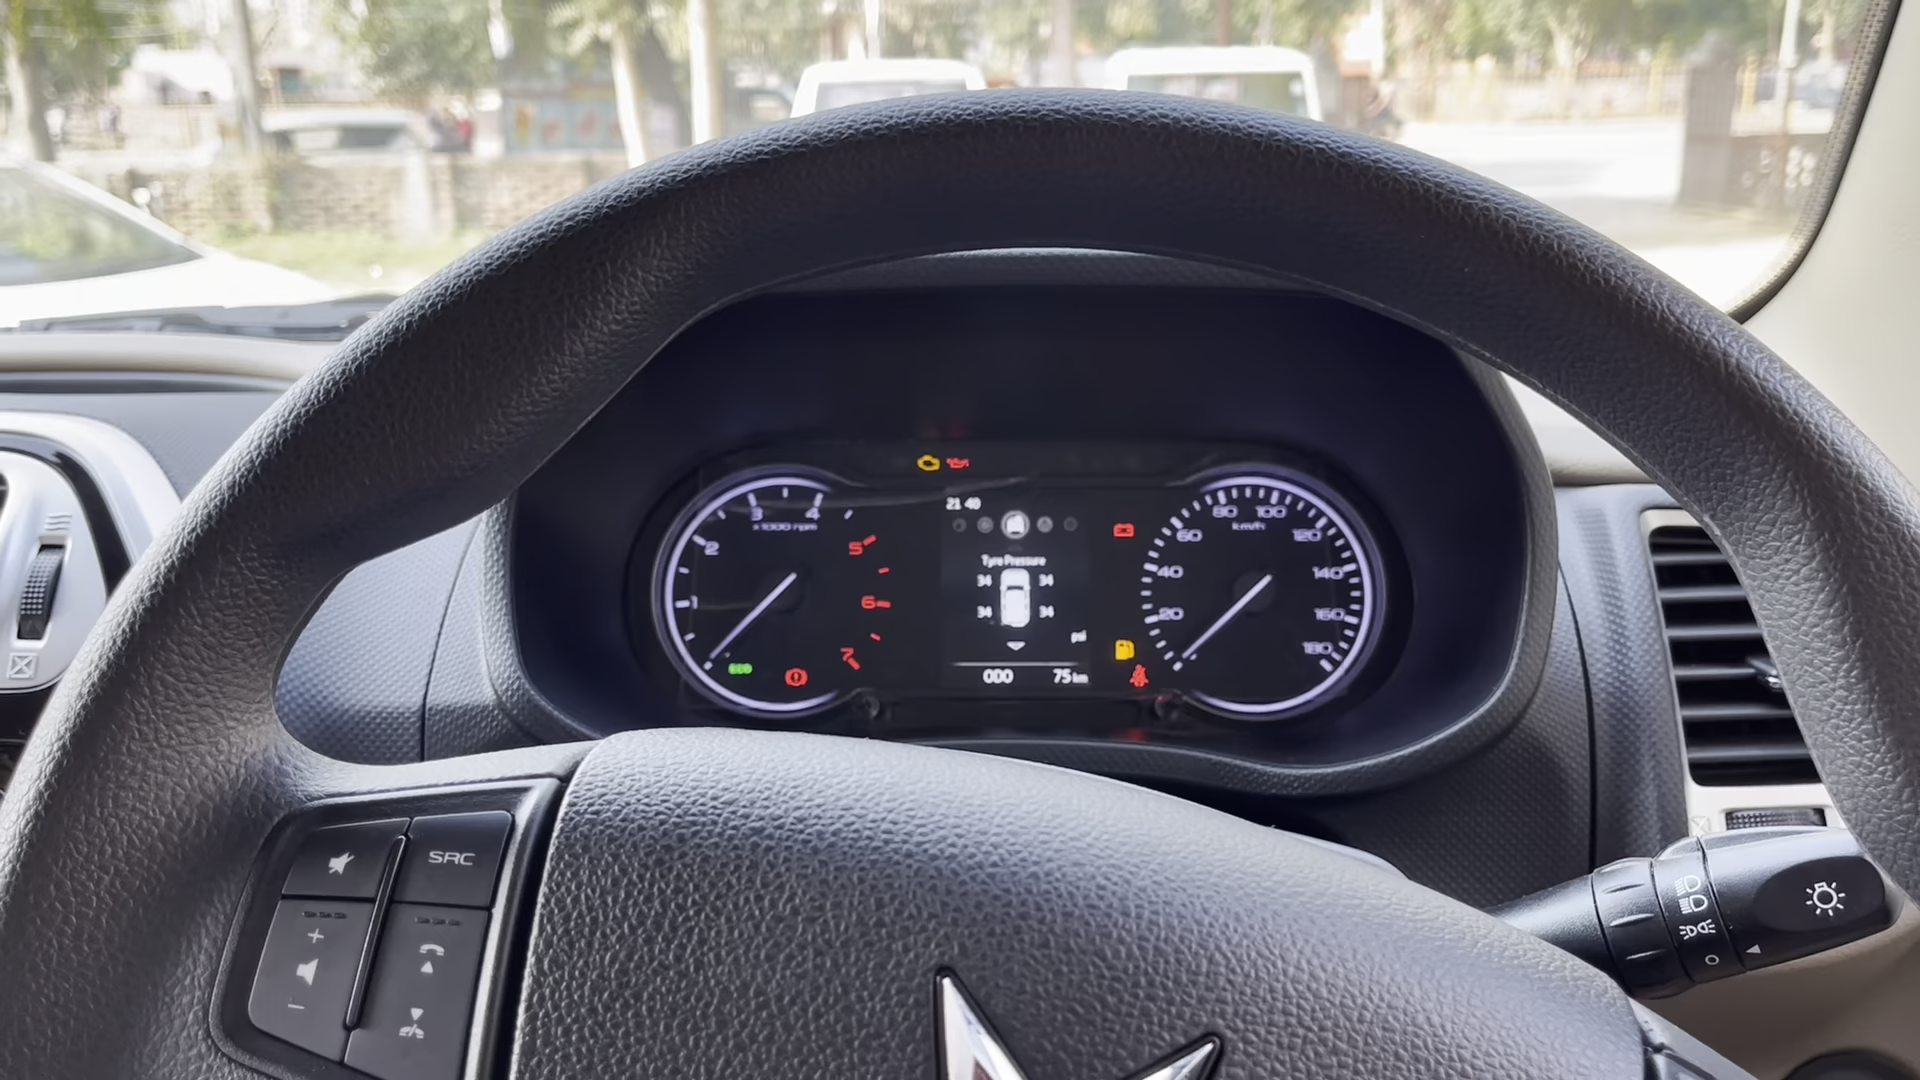 21 40
3 4
x1000 rpm
2
5
1
6
7
ECO
Tyre Pressure
34 34
34 34
psi
000 75 km
80 100
km/h
60 120
40 140
20 160
180
SRC
+
−
O